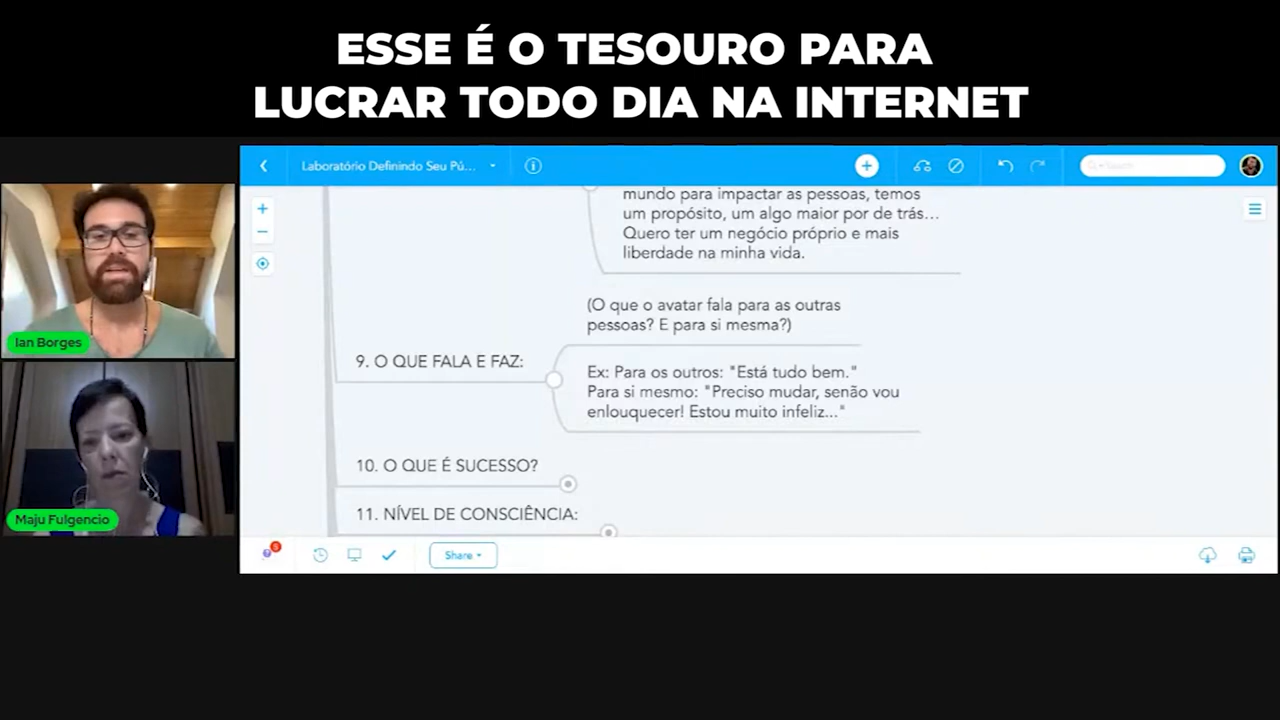 ESSE É O TESOURO PARA
LUCRAR TODO DIA NA INTERNET
Laboratório Definindo Seu Pú...
Ian Borges
Maju Fulgencio
mundo para impactar as pessoas, temos
um propósito, um algo maior por de trás...
Quero ter um negócio próprio e mais
liberdade na minha vida.
(O que o avatar fala para as outras
pessoas? E para si mesma?)
9. O QUE FALA E FAZ:
Ex: Para os outros: "Está tudo bem."
Para si mesmo: "Preciso mudar, senão vou
enlouquecer! Estou muito infeliz..."
10. O QUE É SUCESSO?
11. NÍVEL DE CONSCIÊNCIA:
Share